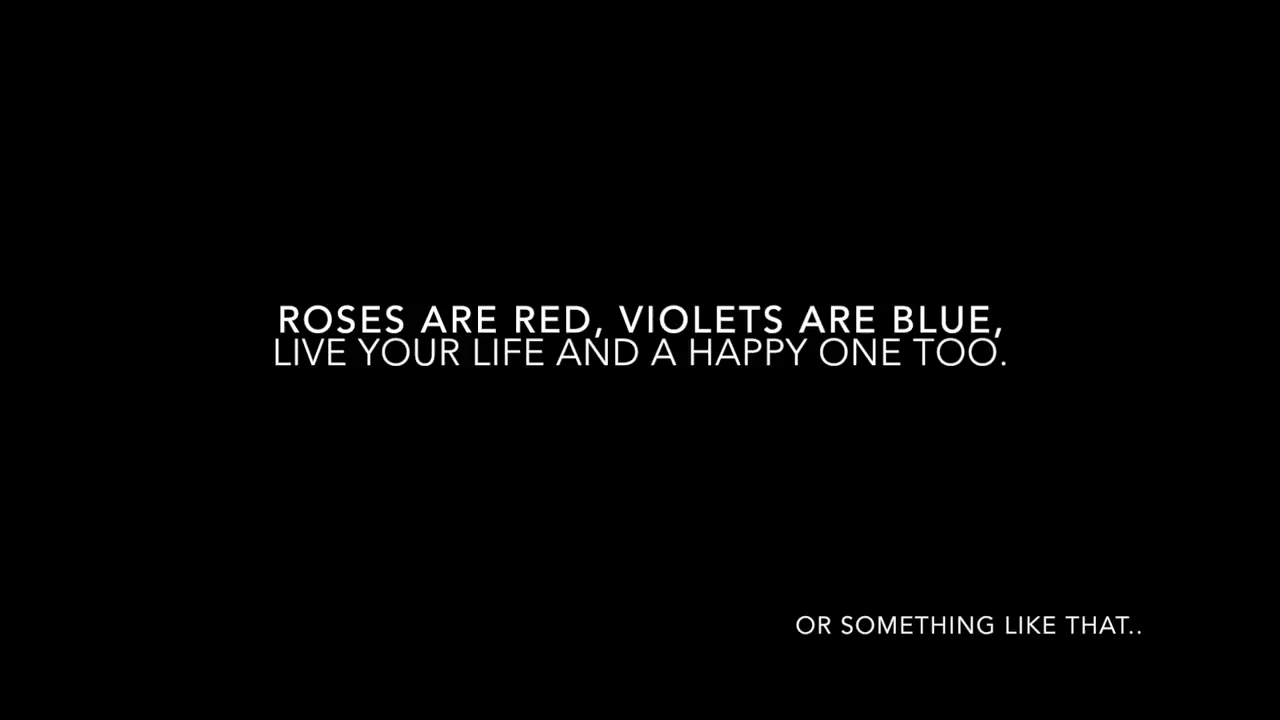 ROSES ARE RED, VIOLETS ARE BLUE,
LIVE YOUR LIFE AND A HAPPY ONE TOO.
OR SOMETHING LIKE THAT..